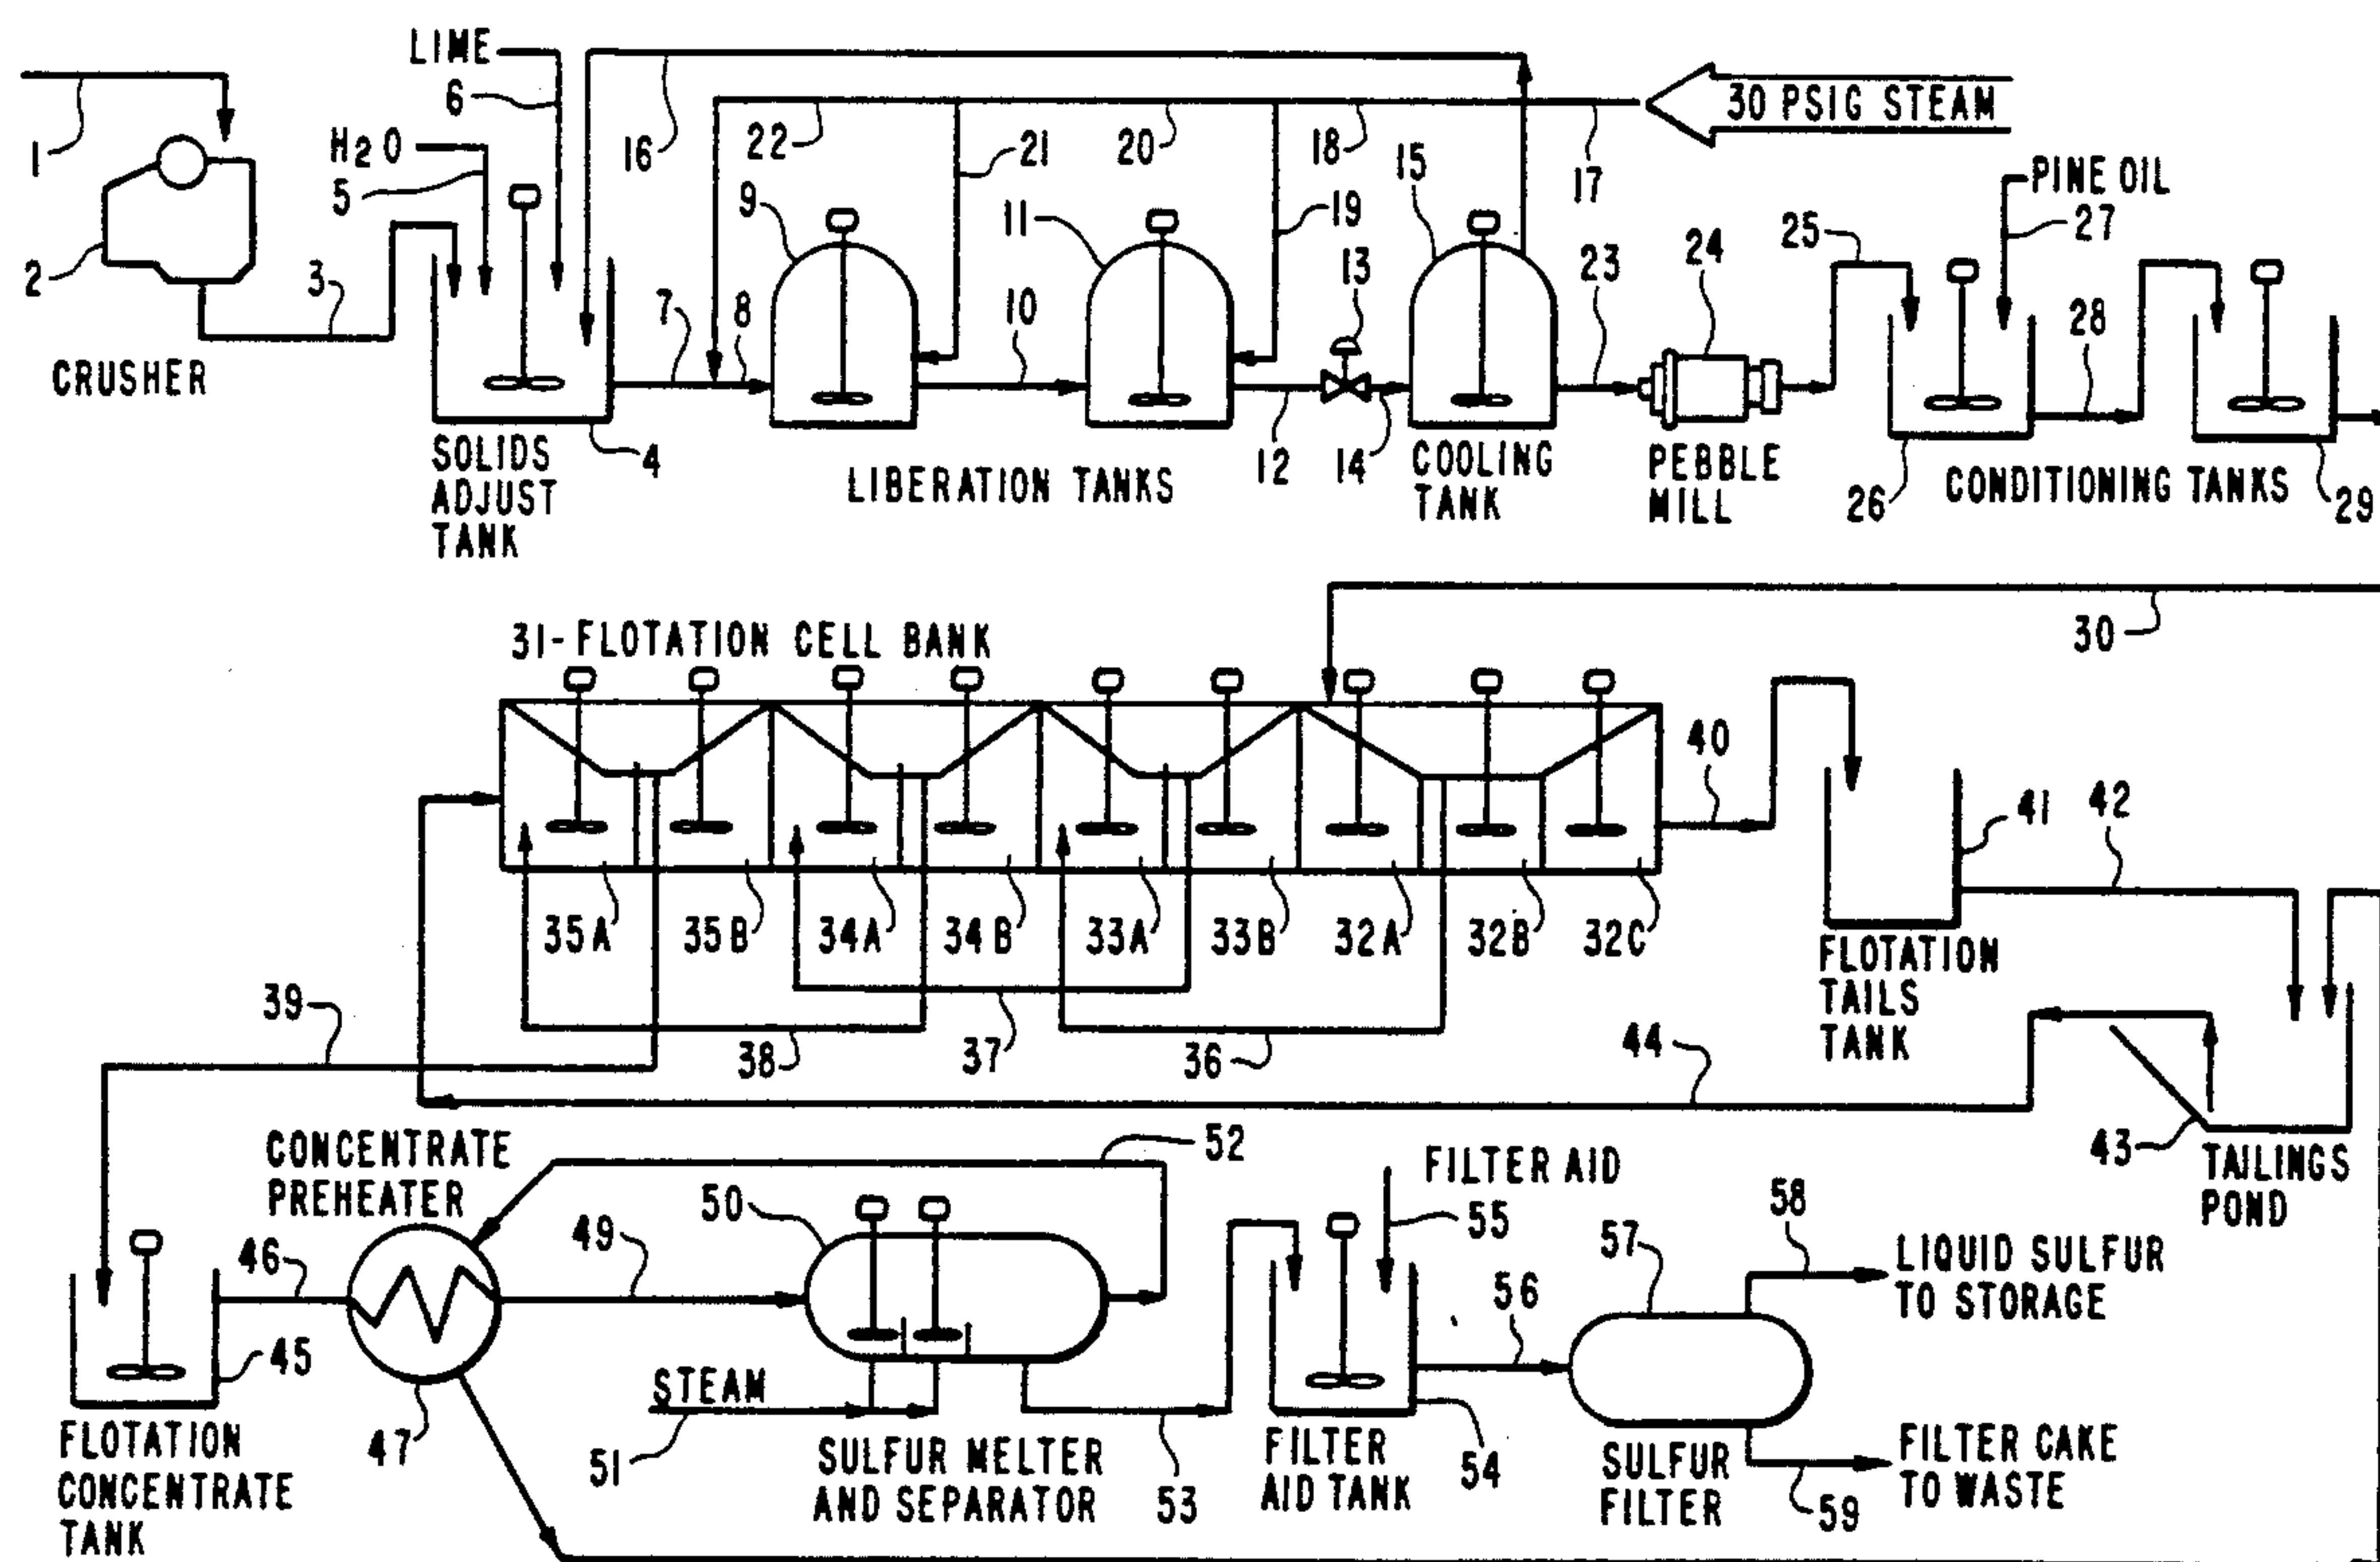 LIME
6
H2O
5
1
2
3
CRUSHER
SOLIDS
ADJUST
TANK
4
16
7
8
22
9
21
10
20
11
18
19
12
13
14
15
17
30 PSIG STEAM
LIBERATION TANKS
COOLING
TANK
23
24
PEBBLE
MILL
25
PINE OIL
27
28
26
CONDITIONING TANKS
29
30
31-FLOTATION CELL BANK
35A
35B
34A
34B
33A
33B
32A
32B
32C
40
41
42
FLOTATION
TAILS
TANK
39
38
37
36
44
43
TAILINGS
POND
CONCENTRATE
PREHEATER
52
FILTER AID
55
46
49
50
45
47
FLOTATION
CONCENTRATE
TANK
STEAM
51
SULFUR MELTER
AND SEPARATOR
53
FILTER
AID TANK
54
56
57
58
LIQUID SULFUR
TO STORAGE
SULFUR
FILTER
59
FILTER CAKE
TO WASTE